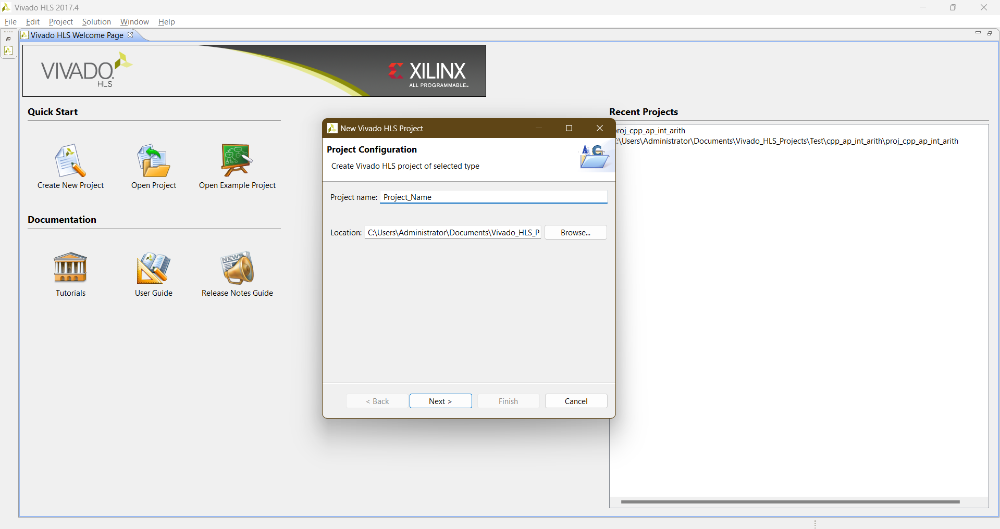 Vivado HLS 2017.4
File Edit Project Solution Window Help
Vivado HLS Welcome Page
VIVADO.
HLS
XILINX
ALL PROGRAMMABLE™
Quick Start
Create New Project
Open Project
Open Example Project
Documentation
Tutorials
NEWS
User Guide
Release Notes Guide
Recent Projects
proj_cpp_ap_int_arith
:\Users\Administrator\Documents\Vivado_HLS_Projects\Test\cpp_ap_int_arith\proj_cpp_ap_int_arith
New Vivado HLS Project
Project Configuration
Create Vivado HLS project of selected type
Project name: Project_Name
Location: C:\Users\Administrator\Documents\Vivado_HLS_P Browse...
< Back Next > Finish Cancel